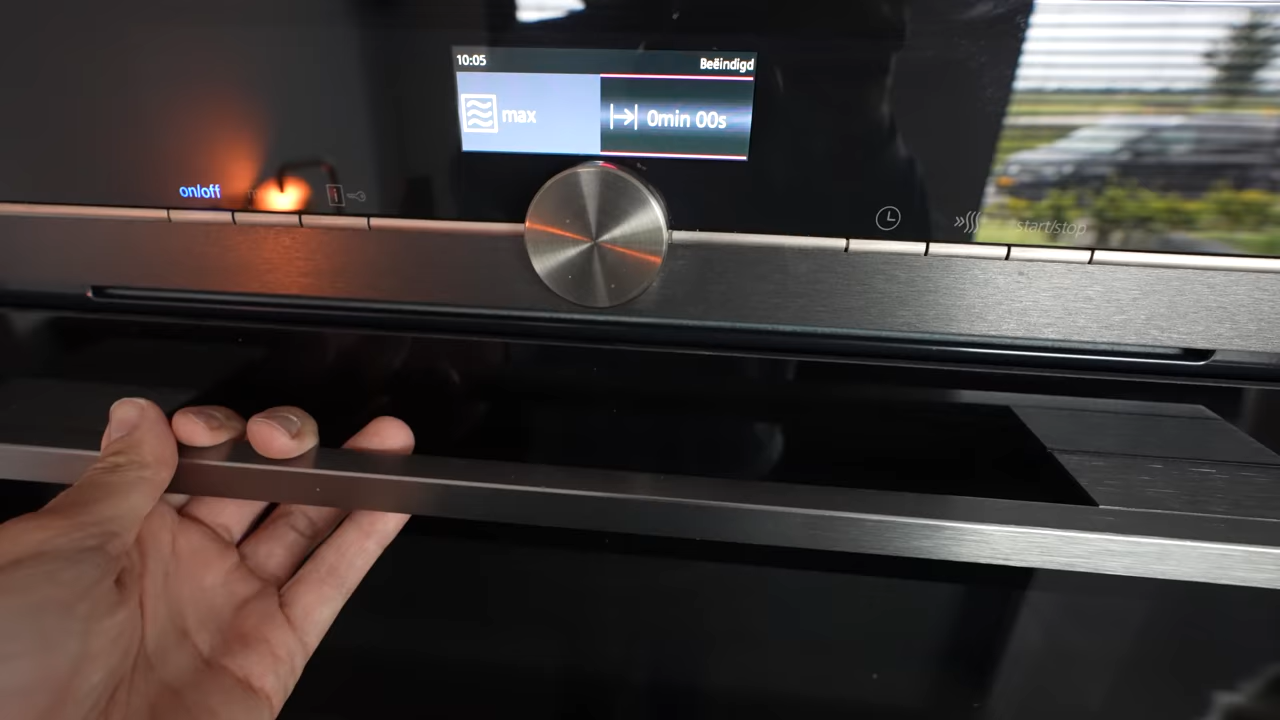 10:05 Beëindigd
max 0min 00s
on/off
i
start/stop